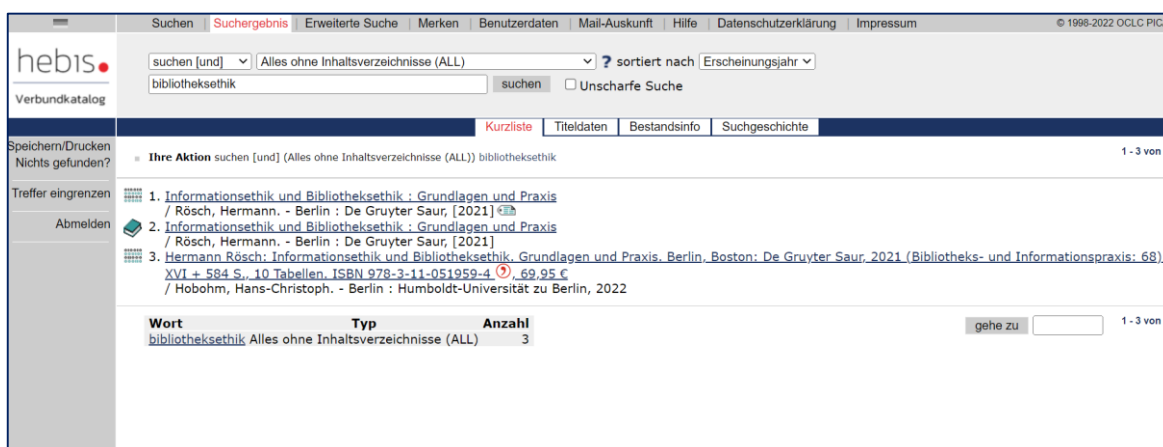 Suchen | Suchergebnis | Erweiterte Suche | Merken | Benutzerdaten | Mail-Auskunft | Hilfe | Datenschutzerklärung | Impressum © 1998-2022 OCLC PIC
hebis
Verbundkatalog
suchen [und] Alles ohne Inhaltsverzeichnisse (ALL) ? sortiert nach Erscheinungsjahr
bibliotheksethik suchen Unscharfe Suche
Kurzliste Titeldaten Bestandsinfo Suchgeschichte
Speichern/Drucken
Nichts gefunden?
Treffer eingrenzen
Abmelden
Ihre Aktion suchen [und] (Alles ohne Inhaltsverzeichnisse (ALL)) bibliotheksethik 1 - 3 von
1. Informationsethik und Bibliotheksethik : Grundlagen und Praxis
/ Rösch, Hermann. - Berlin : De Gruyter Saur, [2021]
2. Informationsethik und Bibliotheksethik : Grundlagen und Praxis
/ Rösch, Hermann. - Berlin : De Gruyter Saur, [2021]
3. Hermann Rösch: Informationsethik und Bibliotheksethik. Grundlagen und Praxis. Berlin, Boston: De Gruyter Saur, 2021 (Bibliotheks- und Informationspraxis; 68)
XVI + 584 S., 10 Tabellen. ISBN 978-3-11-051959-4, 69,95 €
/ Hobohm, Hans-Christoph. - Berlin : Humboldt-Universität zu Berlin, 2022
Wort Typ Anzahl
bibliotheksethik Alles ohne Inhaltsverzeichnisse (ALL) 3
gehe zu 1 - 3 von